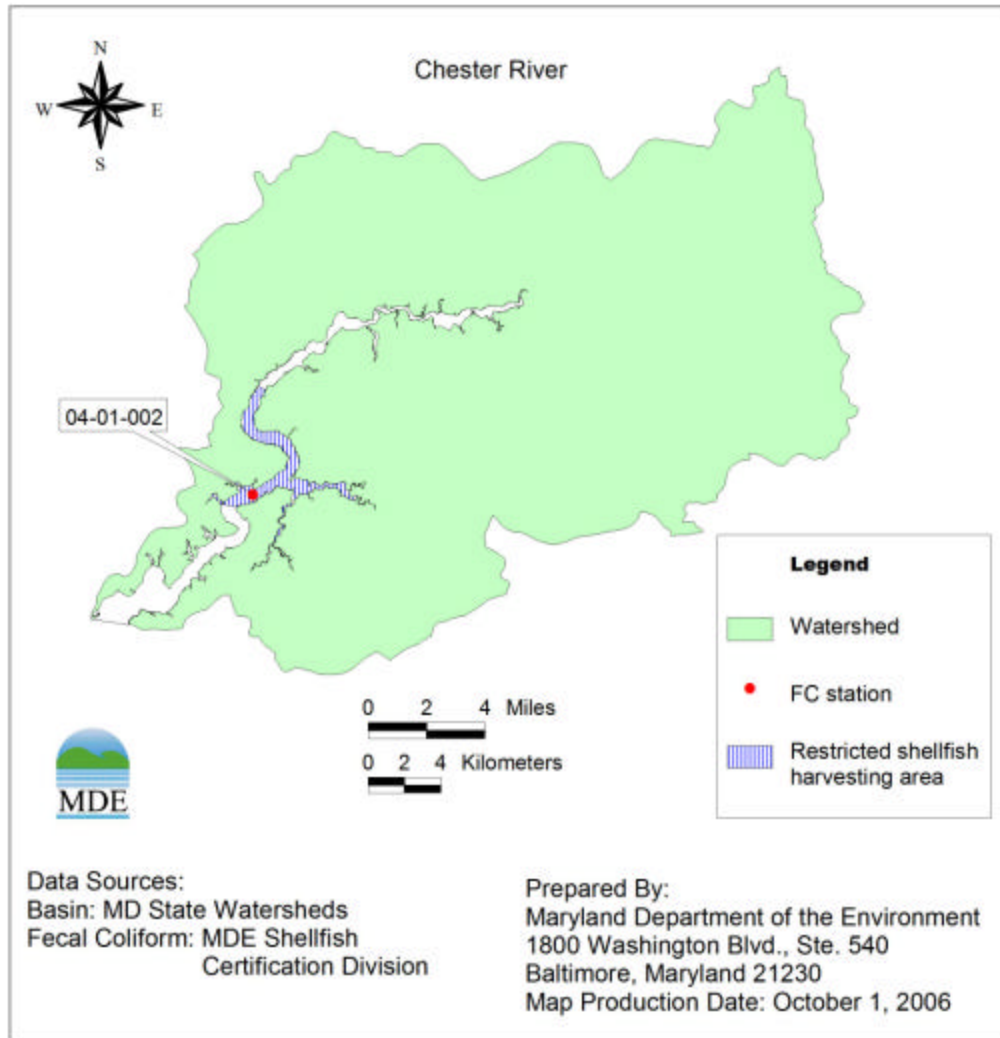 N
W E
S
Chester River
04-01-002
Legend
Watershed
FC station
Restricted shellfish
harvesting area
0 2 4 Miles
0 2 4 Kilometers
MDE
Data Sources:
Basin: MD State Watersheds
Fecal Coliform: MDE Shellfish
Certification Division
Prepared By:
Maryland Department of the Environment
1800 Washington Blvd., Ste. 540
Baltimore, Maryland 21230
Map Production Date: October 1, 2006